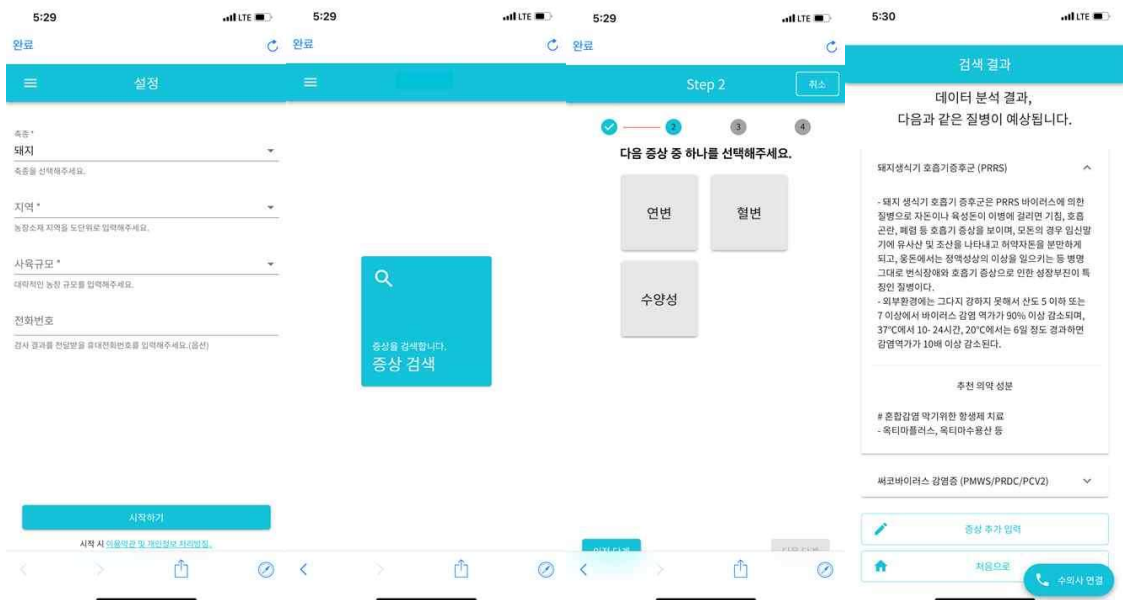 5:29
LTE
완료
설정
축종 *
돼지
축종을 선택해주세요.
지역 *
농장소재 지역을 도단위로 입력해주세요.
사육규모 *
대략적인 농장 규모를 입력해주세요.
전화번호
검사 결과를 전달받을 휴대전화번호를 입력해주세요.(옵션)
시작하기
시작 시 이용약관 및 개인정보 처리방침.
5:29
LTE
완료
증상을 검색합니다.
증상 검색
5:29
LTE
완료
Step 2
취소
2
3
4
다음 증상 중 하나를 선택해주세요.
연변
혈변
수양성
이전 단계
다음 단계
5:30
LTE
검색 결과
데이터 분석 결과,
다음과 같은 질병이 예상됩니다.
돼지생식기 호흡기증후군 (PRRS)
- 돼지 생식기 호흡기 증후군은 PRRS 바이러스에 의한
질병으로 자돈이나 육성돈이 이병에 걸리면 기침, 호흡
곤란, 폐렴 등 호흡기 증상을 보이며, 모돈의 경우 임신말
기에 유사산 및 조산을 나타내고 허약자돈을 분만하게
되고, 웅돈에서는 정액성상의 이상을 일으키는 등 병명
그대로 번식장애와 호흡기 증상으로 인한 성장부진이 특
징인 질병이다.
- 외부환경에는 그다지 강하지 못해서 산도 5 이하 또는
7 이상에서 바이러스 감염 역가가 90% 이상 감소되며,
37°C에서 10- 24시간, 20°C에서는 6일 정도 경과하면
감염역가가 10배 이상 감소된다.
추천 의약 성분
# 혼합감염 막기위한 항생제 치료
- 옥티마플러스, 옥티마수용산 등
써코바이러스 감염증 (PMWS/PRDC/PCV2)
증상 추가 입력
처음으로
수의사 연결